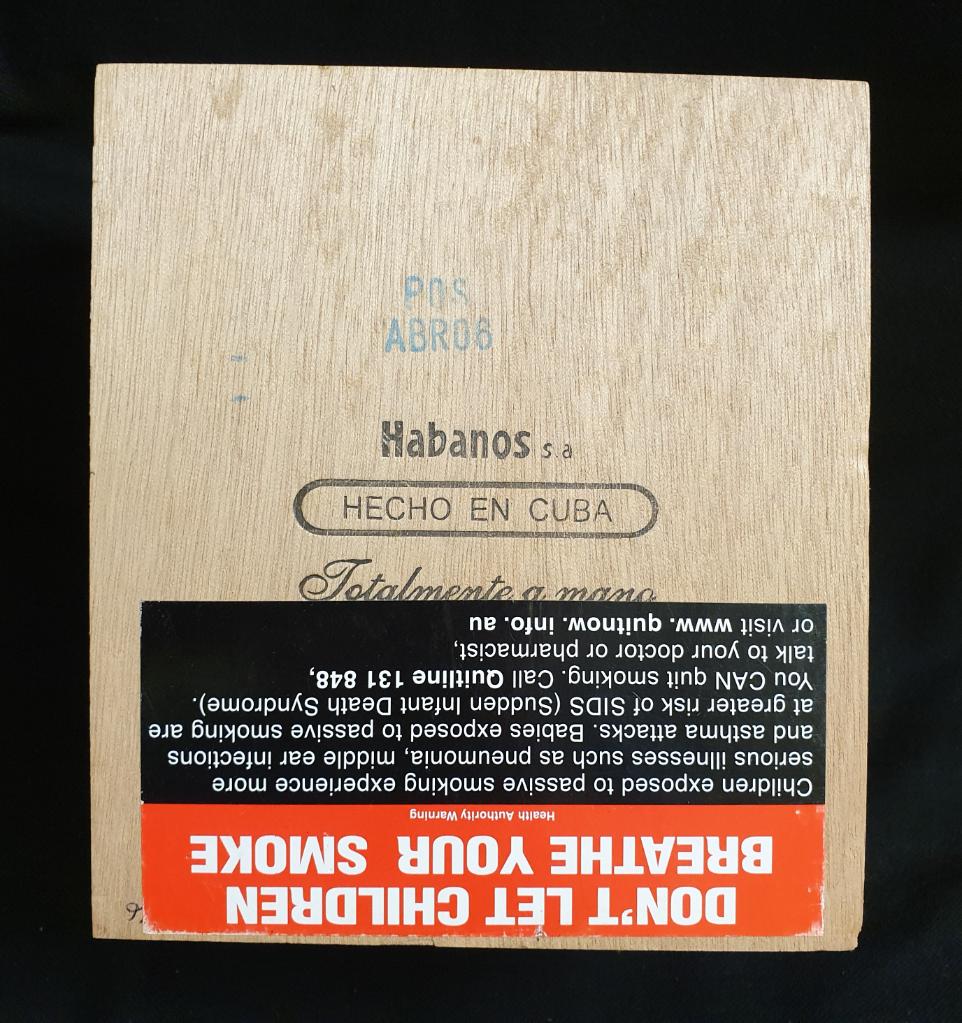 POS
ABR08
Habanos s.a
HECHO EN CUBA
Totalmente a mano
DON'T LET CHILDREN
BREATHE YOUR SMOKE
Health Authority Warning
Children exposed to passive smoking experience more
serious illnesses such as pneumonia, middle ear infections
and asthma attacks. Babies exposed to passive smoking are
at greater risk of SIDS (Sudden Infant Death Syndrome).
You CAN quit smoking. Call Quitline 131 848,
talk to your doctor or pharmacist,
or visit www. quitnow. info. au